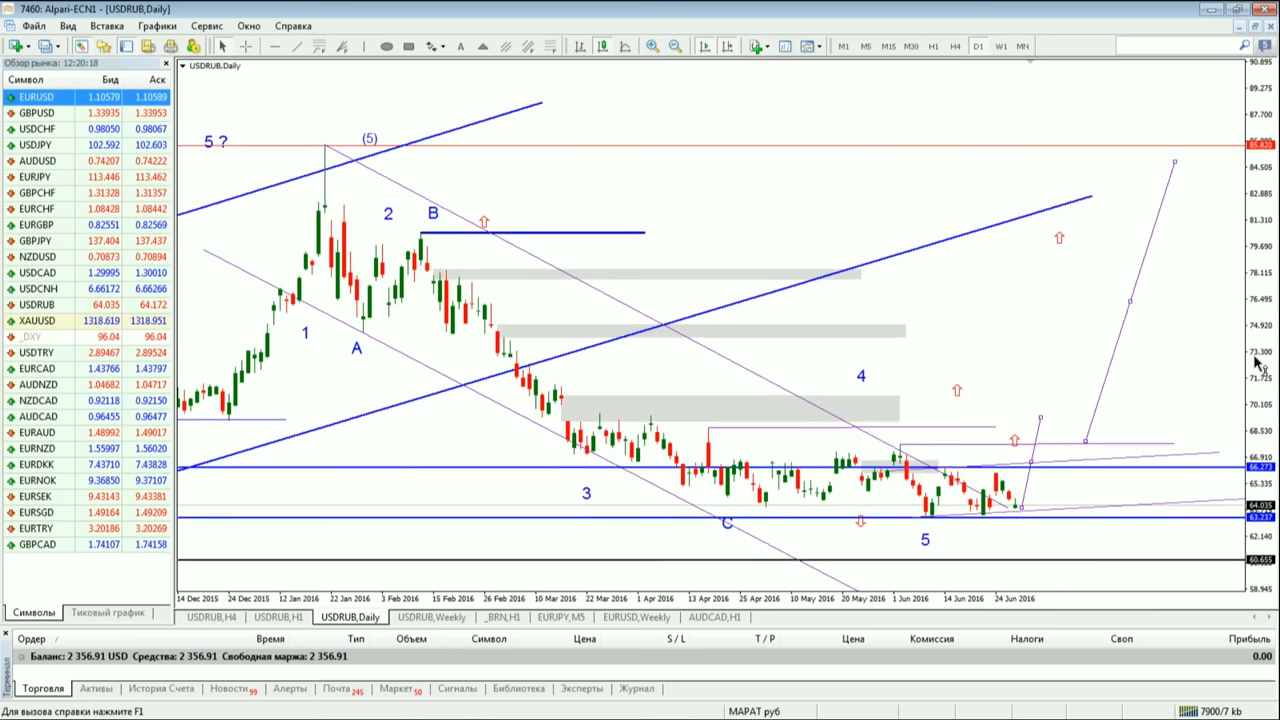 7460: Alpari-ECN1 - [USDRUB,Daily]
Файл Вид Вставка Графики Сервис Окно Справка
A T M1 M5 M15 M30 H1 H4 D1 W1 MN 5
Обзор рынка: 12:20:18
Символ Бид Аск
EURUSD 1.10579 1.10589
GBPUSD 1.33935 1.33953
USDCHF 0.98050 0.98067
USDJPY 102.592 102.603
AUDUSD 0.74207 0.74222
EURJPY 113.446 113.462
GBPCHF 1.31328 1.31357
EURCHF 1.08428 1.08442
EURGBP 0.82551 0.82569
GBPJPY 137.404 137.437
NZDUSD 0.70873 0.70894
USDCAD 1.29995 1.30010
USDCNH 6.66172 6.66266
USDRUB 64.035 64.172
XAUUSD 1318.619 1318.951
_DXY 96.04 96.04
USDTRY 2.89467 2.89524
EURCAD 1.43766 1.43797
AUDNZD 1.04682 1.04717
NZDCAD 0.92118 0.92150
AUDCAD 0.96455 0.96477
EURAUD 1.48992 1.49017
EURNZD 1.55997 1.56020
EURDKK 7.43710 7.43828
EURNOK 9.36850 9.37107
EURSEK 9.43143 9.43381
EURSGD 1.49164 1.49209
EURTRY 3.20186 3.20269
GBPCAD 1.74107 1.74158
Символы Тиковый график
USDRUB,Daily
5 ?
(5)
2
B
1
A
4
3
C
5
90.895
89.275
87.700
85.820
84.505
82.885
81.310
79.690
78.115
76.495
74.920
73.300
71.725
70.105
68.530
66.910
66.273
65.335
64.035
63.237
62.140
60.655
58.945
14 Dec 2015 24 Dec 2015 12 Jan 2016 22 Jan 2016 3 Feb 2016 15 Feb 2016 26 Feb 2016 10 Mar 2016 22 Mar 2016 1 Apr 2016 13 Apr 2016 25 Apr 2016 10 May 2016 20 May 2016 1 Jun 2016 14 Jun 2016 24 Jun 2016
USDRUB,H4 USDRUB,H1 USDRUB,Daily USDRUB,Weekly _BRN,H1 EURJPY,M5 EURUSD,Weekly AUDCAD,H1
Ордер Время Тип Объем Символ Цена S / L T / P Цена Комиссия Налоги Своп Прибыль
Баланс: 2 356.91 USD Средства: 2 356.91 Свободная маржа: 2 356.91 0.00
Терминал
Торговля Активы История Счета Новости 99 Алерты Почта 245 Маркет 50 Сигналы Библиотека Эксперты Журнал
Для вызова справки нажмите F1 МАРАТ руб 7900/7 kb